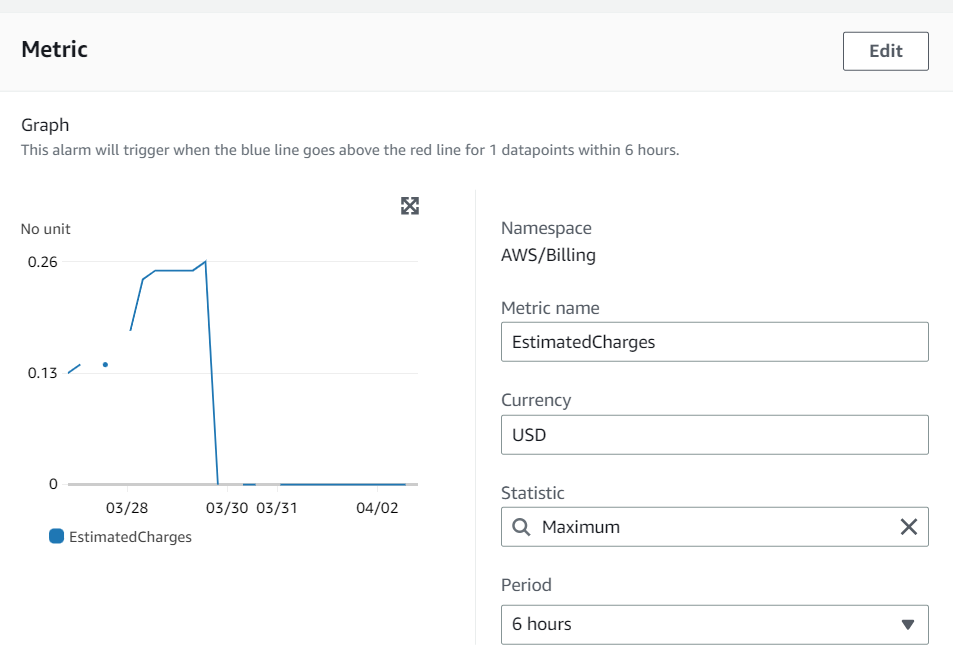 Metric
Edit
Graph
This alarm will trigger when the blue line goes above the red line for 1 datapoints within 6 hours.
No unit
0.26
0.13
0
03/28 03/30 03/31 04/02
EstimatedCharges
Namespace
AWS/Billing
Metric name
EstimatedCharges
Currency
USD
Statistic
Maximum
Period
6 hours